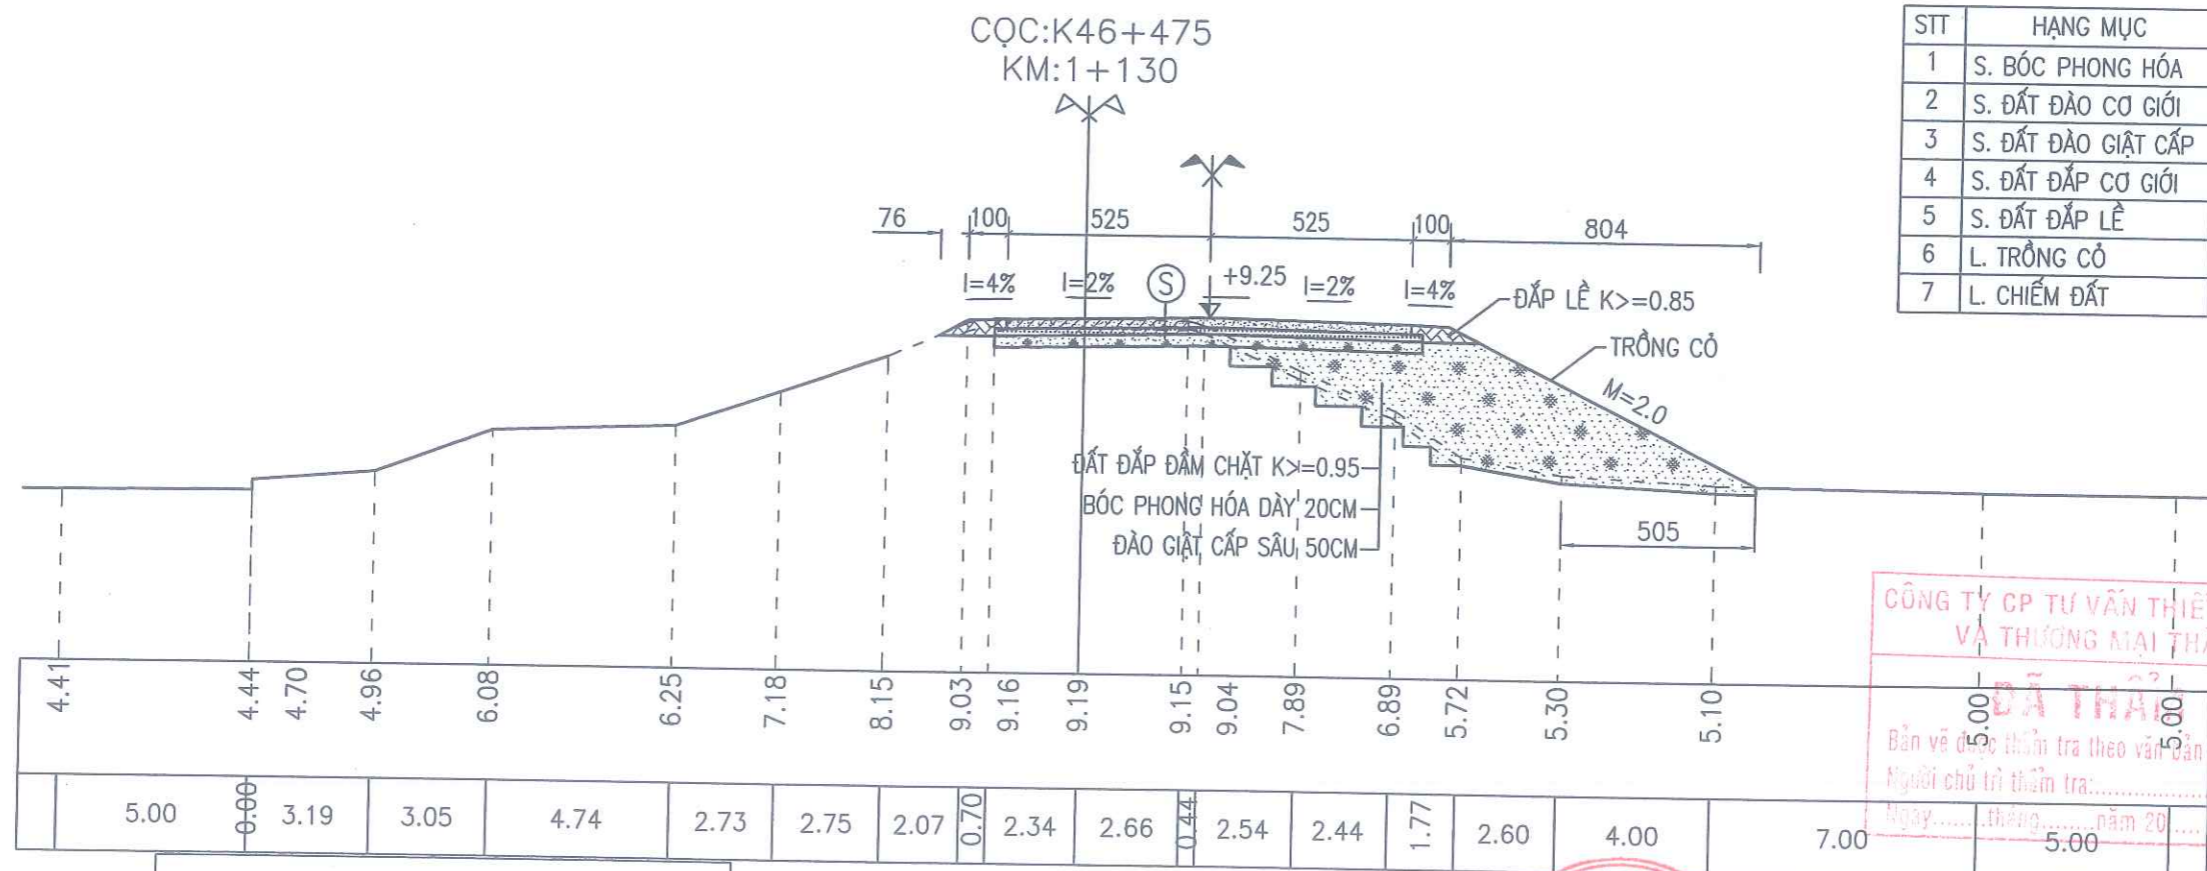 CỌC:K46+475
KM:1+130
STT HẠNG MỤC
1 S. BÓC PHONG HÓA
2 S. ĐẤT ĐÀO CƠ GIỚI
3 S. ĐẤT ĐÀO GIẬT CẤP
4 S. ĐẤT ĐẮP CƠ GIỚI
5 S. ĐẤT ĐẮP LỀ
6 L. TRỒNG CỎ
7 L. CHIẾM ĐẤT
76 100 525 525 100 804
I=4% I=2% S +9.25 I=2% I=4%
ĐẮP LỀ K>=0.85
TRỒNG CỎ
M=2.0
ĐẤT ĐẮP ĐẦM CHẶT K>=0.95
BÓC PHONG HÓA DÀY 20CM
ĐÀO GIẬT CẤP SÂU 50CM
505
CÔNG TY CP TƯ VẤN
VÀ THƯƠNG MẠI
ĐÃ THẨM
Bản vẽ được thẩm tra theo văn bản
Người chủ trì thẩm tra:
Ngày.........tháng.........năm 20
4.41 4.44 4.70 4.96 6.08 6.25 7.18 8.15 9.03 9.16 9.19 9.15 9.04 7.89 6.89 5.72 5.30 5.10 5.00 5.00
5.00 0.00 3.19 3.05 4.74 2.73 2.75 2.07 0.70 2.34 2.66 0.44 2.54 2.44 1.77 2.60 4.00 7.00 5.00